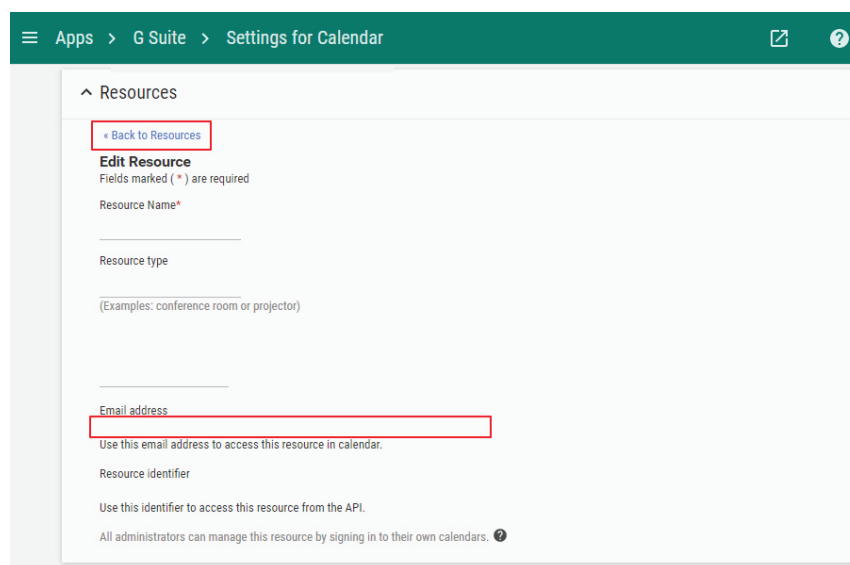 Apps > G Suite > Settings for Calendar
Resources
« Back to Resources
Edit Resource
Fields marked ( * ) are required
Resource Name*
Resource type
(Examples: conference room or projector)
Email address
Use this email address to access this resource in calendar.
Resource identifier
Use this identifier to access this resource from the API.
All administrators can manage this resource by signing in to their own calendars. ?